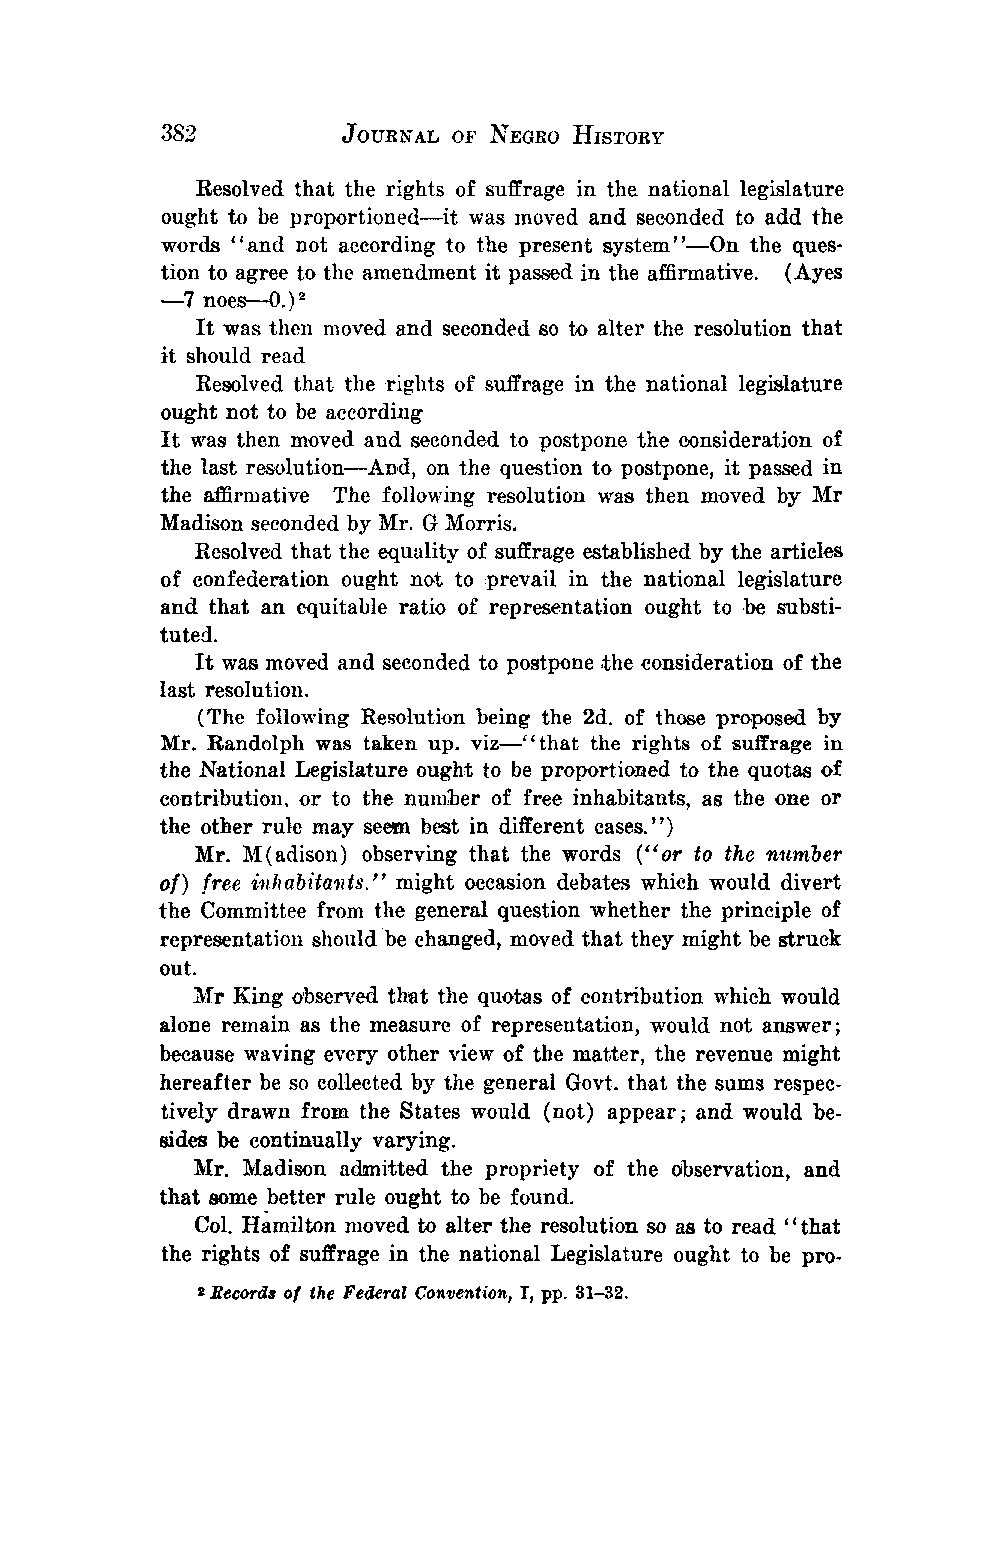 382 JOURNAL OF NEGRO HISTORY
Resolved that the rights of suffrage in the national legislature
ought to be proportioned—it was moved and seconded to add the
words "and not according to the present system"—On the ques-
tion to agree to the amendment it passed in the affirmative. (Ayes
—7 noes—0.)²
It was then moved and seconded so to alter the resolution that
it should read
Resolved that the rights of suffrage in the national legislature
ought not to be according
It was then moved and seconded to postpone the consideration of
the last resolution—And, on the question to postpone, it passed in
the affirmative The following resolution was then moved by Mr
Madison seconded by Mr. G Morris.
Resolved that the equality of suffrage established by the articles
of confederation ought not to prevail in the national legislature
and that an equitable ratio of representation ought to be substi-
tuted.
It was moved and seconded to postpone the consideration of the
last resolution.
(The following Resolution being the 2d. of those proposed by
Mr. Randolph was taken up. viz—"that the rights of suffrage in
the National Legislature ought to be proportioned to the quotas of
contribution, or to the number of free inhabitants, as the one or
the other rule may seem best in different cases.")
Mr. M(adison) observing that the words ("or to the number
of) free inhabitants." might occasion debates which would divert
the Committee from the general question whether the principle of
representation should be changed, moved that they might be struck
out.
Mr King observed that the quotas of contribution which would
alone remain as the measure of representation, would not answer;
because waving every other view of the matter, the revenue might
hereafter be so collected by the general Govt. that the sums respec-
tively drawn from the States would (not) appear; and would be-
sides be continually varying.
Mr. Madison admitted the propriety of the observation, and
that some better rule ought to be found.
Col. Hamilton moved to alter the resolution so as to read "that
the rights of suffrage in the national Legislature ought to be pro-
² Records of the Federal Convention, I, pp. 31–32.